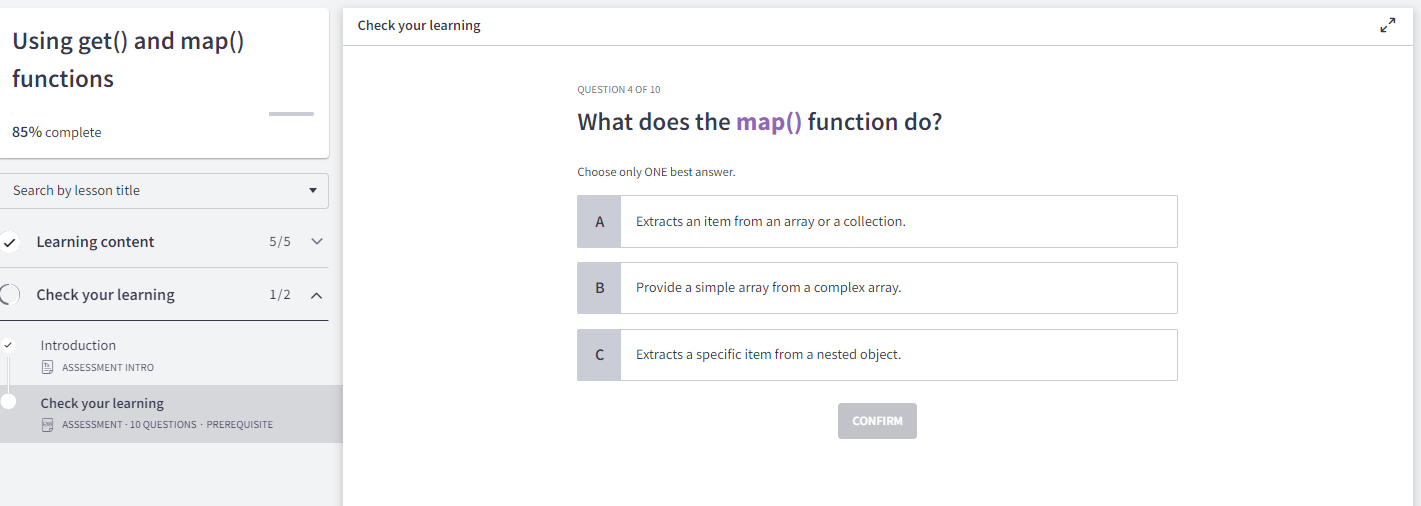 Using get() and map()
functions
85% complete
Search by lesson title
Learning content 5/5
Check your learning 1/2
Introduction
ASSESSMENT INTRO
Check your learning
ASSESSMENT · 10 QUESTIONS · PREREQUISITE
Check your learning
QUESTION 4 OF 10
What does the map() function do?
Choose only ONE best answer.
A Extracts an item from an array or a collection.
B Provide a simple array from a complex array.
C Extracts a specific item from a nested object.
CONFIRM